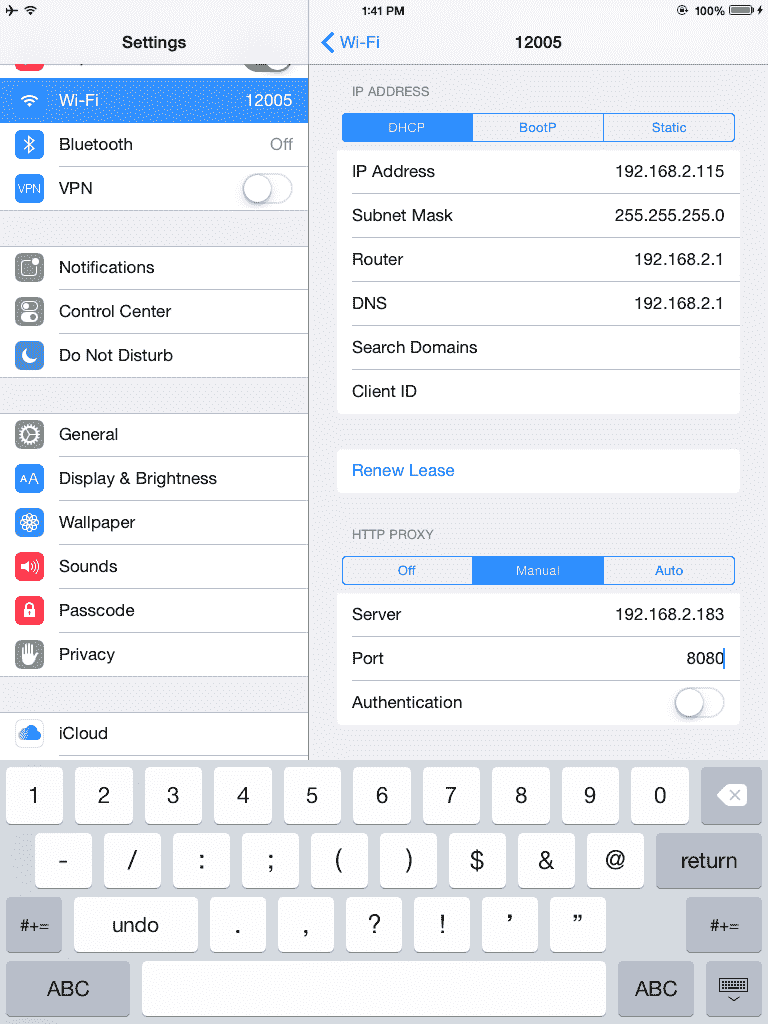 1:41 PM
100%
Settings
Wi-Fi
12005
Wi-Fi 12005
Bluetooth Off
VPN VPN
Notifications
Control Center
Do Not Disturb
General
AA Display & Brightness
Wallpaper
Sounds
Passcode
Privacy
iCloud
IP ADDRESS
DHCP BootP Static
IP Address 192.168.2.115
Subnet Mask 255.255.255.0
Router 192.168.2.1
DNS 192.168.2.1
Search Domains
Client ID
Renew Lease
HTTP PROXY
Off Manual Auto
Server 192.168.2.183
Port 8080
Authentication
1 2 3 4 5 6 7 8 9 0
- / : ; ( ) $ & @ return
#+= undo . , ? ! ’ ” #+=
ABC ABC